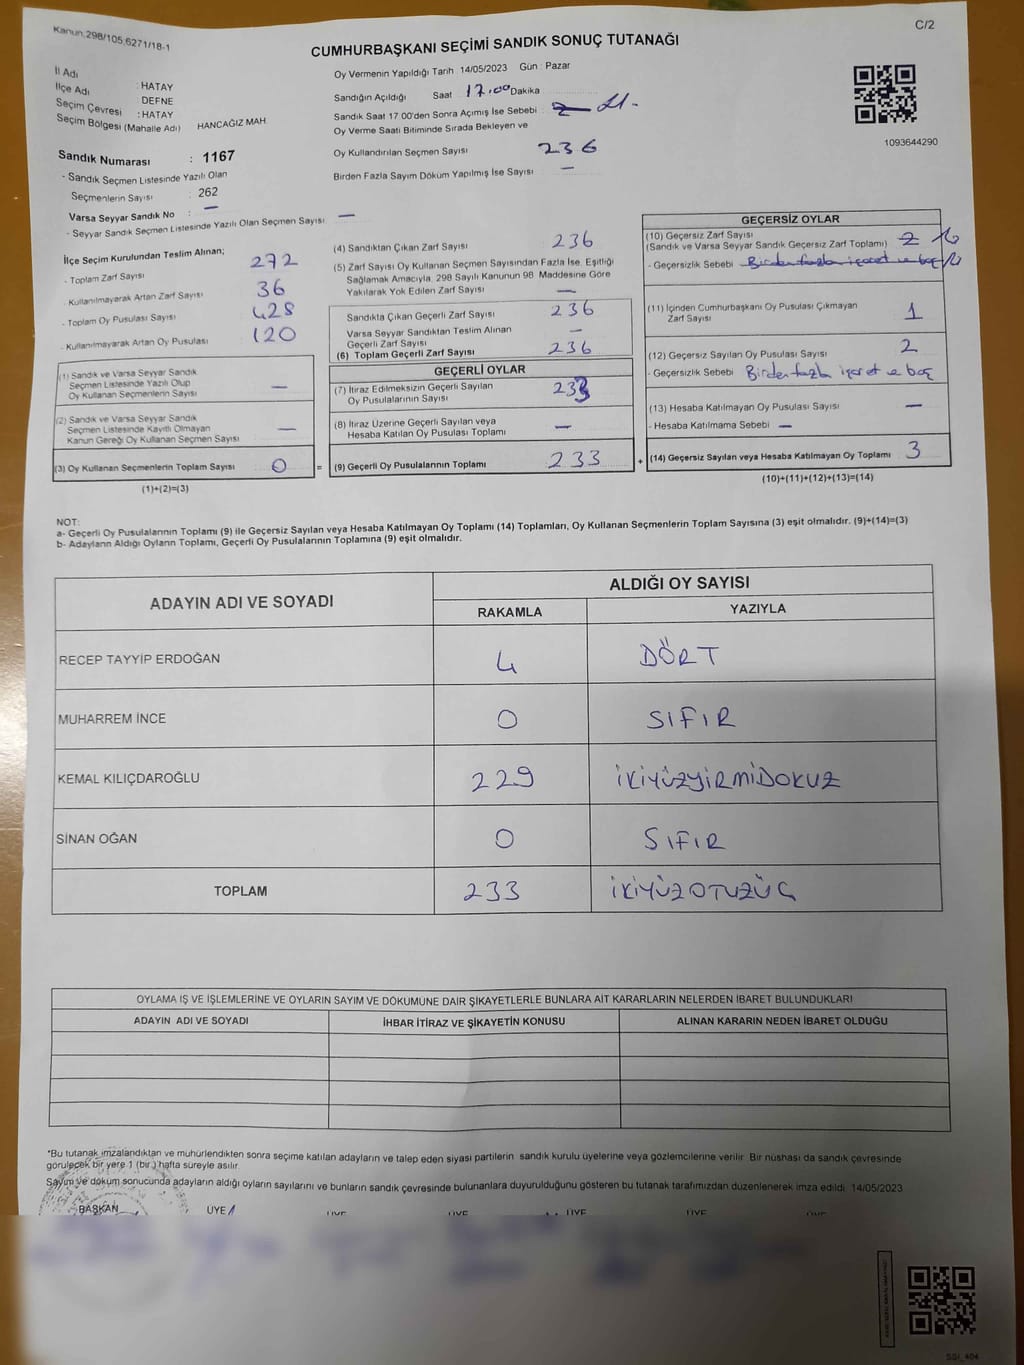 Kanun 298/105 6271/18-1
C/2
CUMHURBAŞKANI SEÇİMİ SANDIK SONUÇ TUTANAĞI
İl Adı : HATAY
İlçe Adı : DEFNE
Seçim Çevresi : HATAY
Seçim Bölgesi (Mahalle Adı) HANCAĞIZ MAH.
Sandık Numarası : 1167
- Sandık Seçmen Listesinde Yazılı Olan
Seçmenlerin Sayısı : 262
Varsa Seyyar Sandık No : —
- Seyyar Sandık Seçmen Listesinde Yazılı Olan Seçmen Sayısı —
Oy Vermenin Yapıldığı Tarih : 14/05/2023 Gün : Pazar
Sandığın Açıldığı Saat 17.00 Dakika
Sandık Saat 17.00'den Sonra Açmış İse Sebebi :
Oy Verme Saati Bitiminde Sırada Bekleyen ve
Oy Kullandırılan Seçmen Sayısı 236
Birden Fazla Sayım Döküm Yapılmış İse Sayısı —
1093644290
İlçe Seçim Kurulundan Teslim Alınan;
- Toplam Zarf Sayısı 272
- Kullanılmayarak Artan Zarf Sayısı 36
- Toplam Oy Pusulası Sayısı 428
- Kullanılmayarak Artan Oy Pusulası 120
(1) Sandık ve Varsa Seyyar Sandık
Seçmen Listesinde Yazılı Olup
Oy Kullanan Seçmenlerin Sayısı —
(2) Sandık ve Varsa Seyyar Sandık
Seçmen Listesinde Kayıtlı Olmayan
Kanun Gereği Oy Kullanan Seçmen Sayısı —
(3) Oy Kullanan Seçmenlerin Toplam Sayısı 0 =
(1)+(2)=(3)
(4) Sandıktan Çıkan Zarf Sayısı 236
(5) Zarf Sayısı Oy Kullanan Seçmen Sayısından Fazla İse, Eşitliği
Sağlamak Amacıyla, 298 Sayılı Kanunun 98. Maddesine Göre
Yakılarak Yok Edilen Zarf Sayısı —
Sandıkta Çıkan Geçerli Zarf Sayısı 236
Varsa Seyyar Sandıktan Teslim Alınan
Geçerli Zarf Sayısı —
(6) Toplam Geçerli Zarf Sayısı 236
GEÇERLİ OYLAR
(7) İtiraz Edilmeksizin Geçerli Sayılan
Oy Pusulalarının Sayısı 233
(8) İtiraz Üzerine Geçerli Sayılan veya
Hesaba Katılan Oy Pusulası Toplamı —
(9) Geçerli Oy Pusulalarının Toplamı 233 +
GEÇERSİZ OYLAR
(10) Geçersiz Zarf Sayısı
(Sandık ve Varsa Seyyar Sandık Geçersiz Zarf Toplamı) 2
- Geçersizlik Sebebi Birden fazla işaret ve boş
(11) İçinden Cumhurbaşkanı Oy Pusulası Çıkmayan
Zarf Sayısı 1
(12) Geçersiz Sayılan Oy Pusulası Sayısı 2
- Geçersizlik Sebebi Birden fazla işaret ve boş
(13) Hesaba Katılmayan Oy Pusulası Sayısı —
- Hesaba Katılmama Sebebi —
(14) Geçersiz Sayılan veya Hesaba Katılmayan Oy Toplamı 3
(10)+(11)+(12)+(13)=(14)
NOT:
a- Geçerli Oy Pusulalarının Toplamı (9) ile Geçersiz Sayılan veya Hesaba Katılmayan Oy Toplamı (14) Toplamları, Oy Kullanan Seçmenlerin Toplam Sayısına (3) eşit olmalıdır. (9)+(14)=(3)
b- Adayların Aldığı Oyların Toplamı, Geçerli Oy Pusulalarının Toplamına (9) eşit olmalıdır.
ADAYIN ADI VE SOYADI
ALDIĞI OY SAYISI
RAKAMLA YAZIYLA
RECEP TAYYİP ERDOĞAN 4 DÖRT
MUHARREM İNCE 0 SIFIR
KEMAL KILIÇDAROĞLU 229 İKİYÜZYİRMİDOKUZ
SİNAN OĞAN 0 SIFIR
TOPLAM 233 İKİYÜZOTUZÜÇ
OYLAMA İŞ VE İŞLEMLERİNE VE OYLARIN SAYIM VE DÖKÜMÜNE DAİR ŞİKAYETLERLE BUNLARA AİT KARARLARIN NELERDEN İBARET BULUNDUKLARI
ADAYIN ADI VE SOYADI İHBAR İTİRAZ VE ŞİKAYETİN KONUSU ALINAN KARARIN NEDEN İBARET OLDUĞU
*Bu tutanak imzalandıktan ve mühürlendikten sonra seçime katılan adayların ve talep eden siyasi partilerin sandık kurulu üyelerine veya gözlemcilerine verilir. Bir nüshası da sandık çevresinde
görülecek bir yere 1 (bir) hafta süreyle asılır.
Sayım ve döküm sonucunda adayların aldığı oyların sayılarını ve bunların sandık çevresinde bulunanlara duyurulduğunu gösteren bu tutanak tarafımızdan düzenlenerek imza edildi. 14/05/2023
BAŞKAN ÜYE ÜYE ÜYE ÜYE ÜYE ÜYE